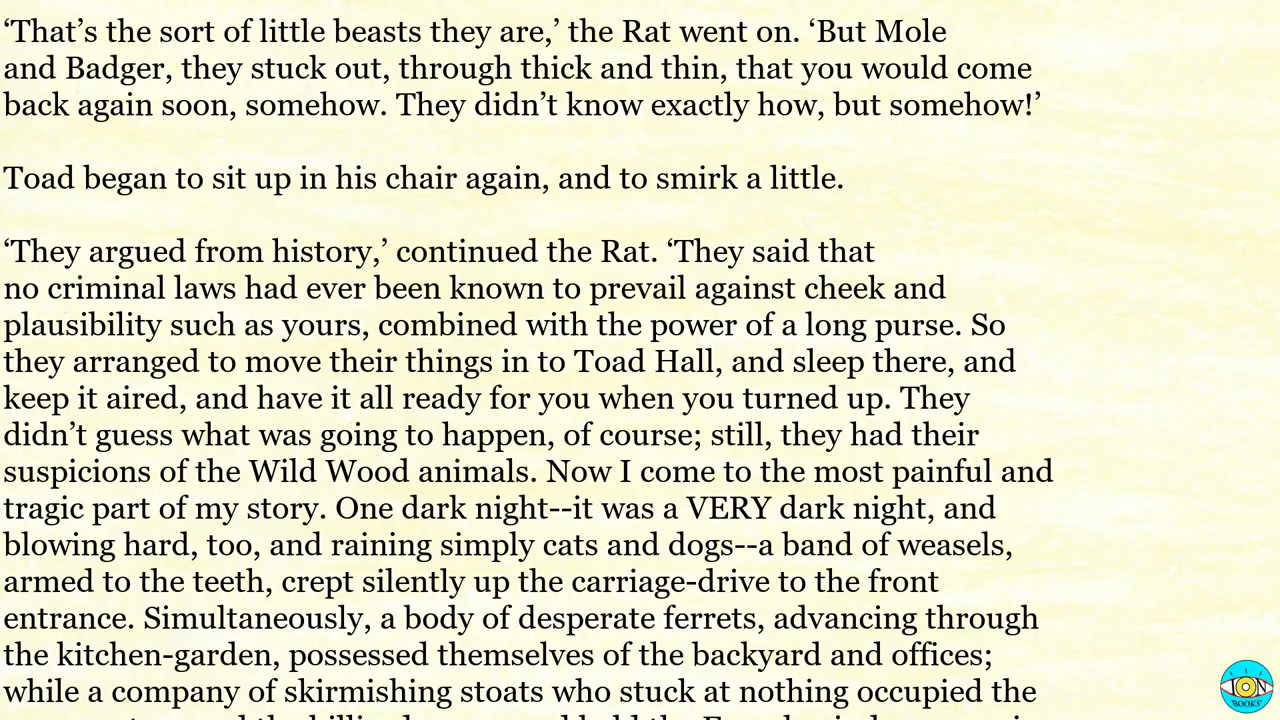 ‘That’s the sort of little beasts they are,’ the Rat went on. ‘But Mole
and Badger, they stuck out, through thick and thin, that you would come
back again soon, somehow. They didn’t know exactly how, but somehow!’
Toad began to sit up in his chair again, and to smirk a little.
‘They argued from history,’ continued the Rat. ‘They said that
no criminal laws had ever been known to prevail against cheek and
plausibility such as yours, combined with the power of a long purse. So
they arranged to move their things in to Toad Hall, and sleep there, and
keep it aired, and have it all ready for you when you turned up. They
didn’t guess what was going to happen, of course; still, they had their
suspicions of the Wild Wood animals. Now I come to the most painful and
tragic part of my story. One dark night--it was a VERY dark night, and
blowing hard, too, and raining simply cats and dogs--a band of weasels,
armed to the teeth, crept silently up the carriage-drive to the front
entrance. Simultaneously, a body of desperate ferrets, advancing through
the kitchen-garden, possessed themselves of the backyard and offices;
while a company of skirmishing stoats who stuck at nothing occupied the
ION
BOOKS